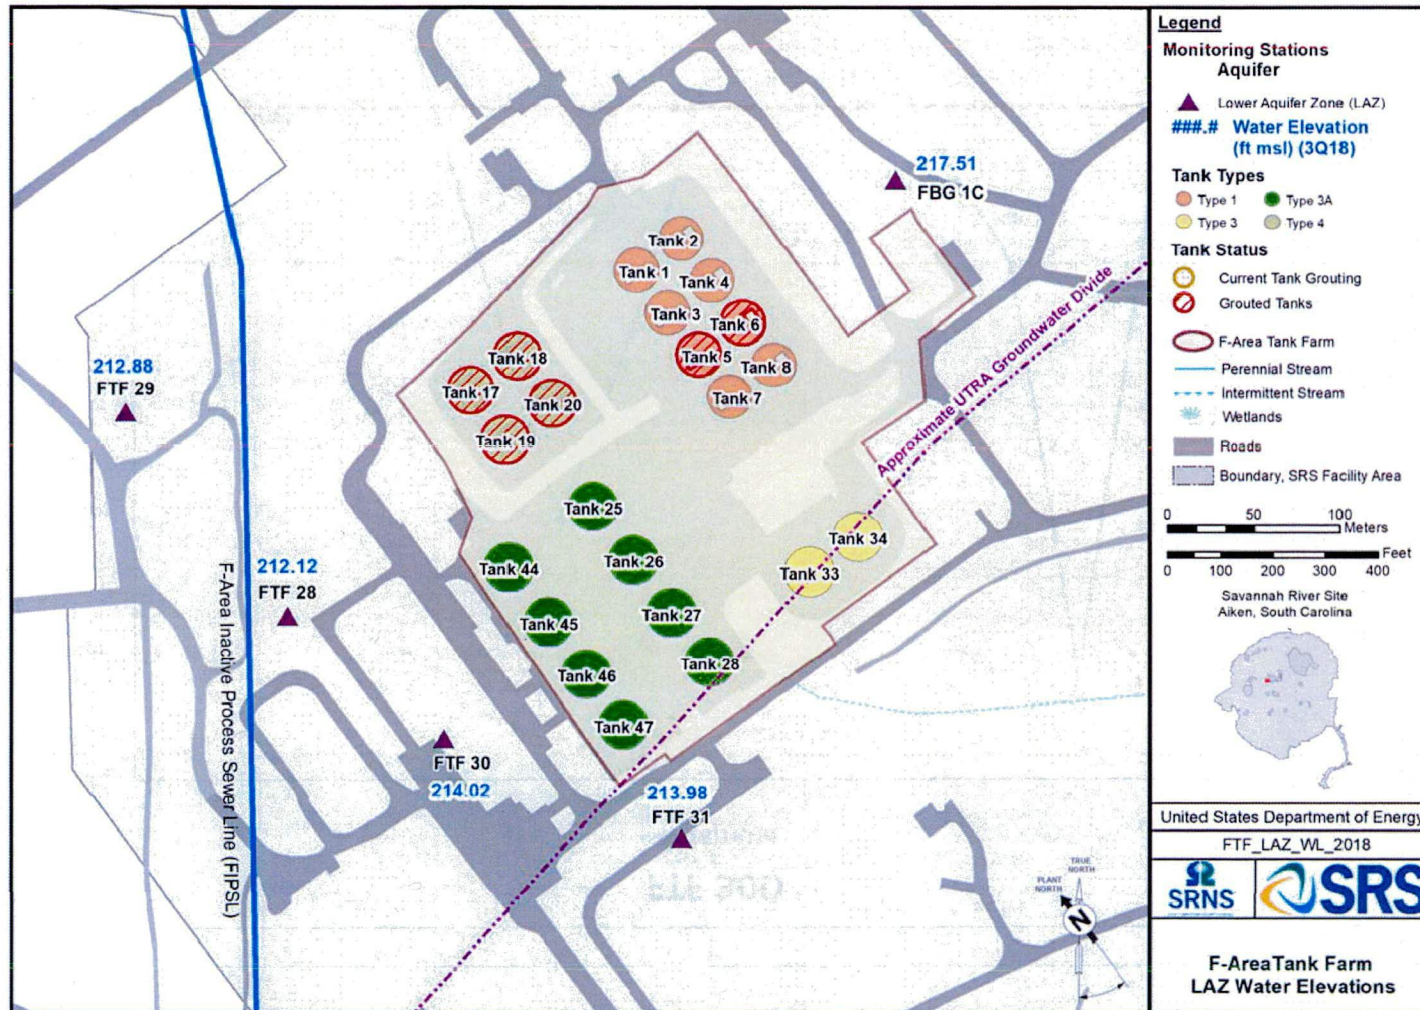 217.51
FBG 1C
Tank 2
Tank 1
Tank 4
Tank 3
Tank 6
Tank 5
Tank 8
Tank 7
Tank 18
Tank 17
Tank 20
Tank 19
212.88
FTF 29
Approximate UTRA Groundwater Divide
Tank 25
Tank 34
Tank 26
Tank 44
Tank 33
Tank 27
Tank 45
Tank 28
Tank 46
Tank 47
212.12
FTF 28
F-Area Inactive Process Sewer Line (FIPSL)
FTF 30
214.02
213.98
FTF 31
TRUE
NORTH
PLANT
NORTH
N
Legend
Monitoring Stations
Aquifer
Lower Aquifer Zone (LAZ)
###.# Water Elevation
(ft msl) (3Q18)
Tank Types
Type 1 Type 3A
Type 3 Type 4
Tank Status
Current Tank Grouting
Grouted Tanks
F-Area Tank Farm
Perennial Stream
Intermittent Stream
Wetlands
Roads
Boundary, SRS Facility Area
0 50 100
Meters
Feet
0 100 200 300 400
Savannah River Site
Aiken, South Carolina
United States Department of Energy
FTF_LAZ_WL_2018
SRNS
SRS
F-AreaTank Farm
LAZ Water Elevations